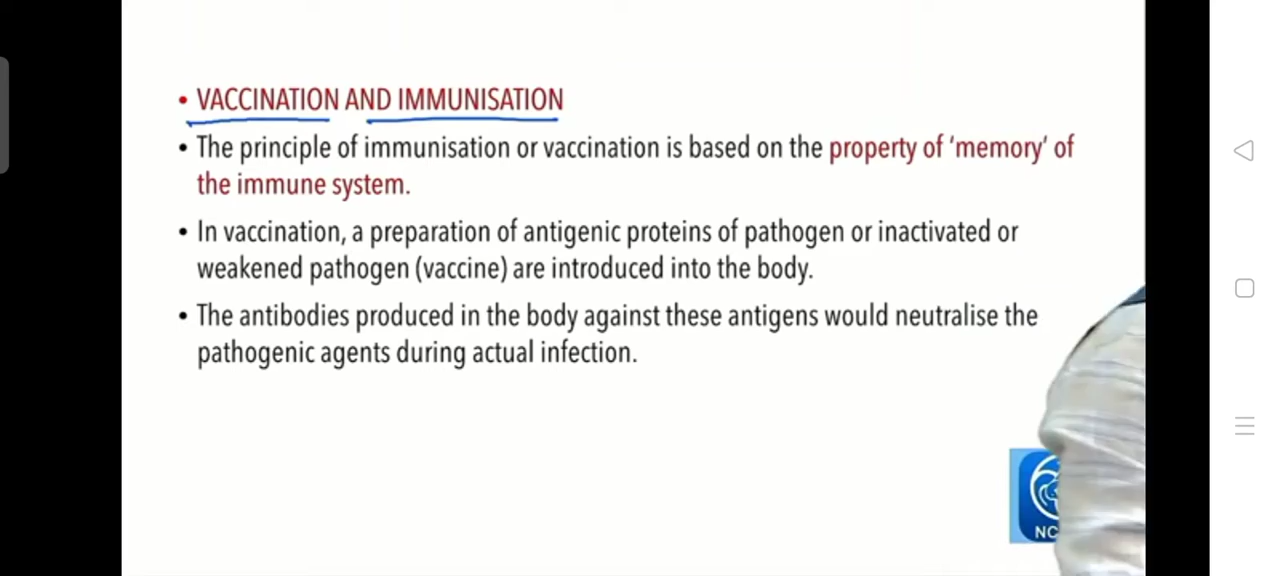 • VACCINATION AND IMMUNISATION
• The principle of immunisation or vaccination is based on the property of ‘memory’ of
the immune system.
• In vaccination, a preparation of antigenic proteins of pathogen or inactivated or
weakened pathogen (vaccine) are introduced into the body.
• The antibodies produced in the body against these antigens would neutralise the
pathogenic agents during actual infection.